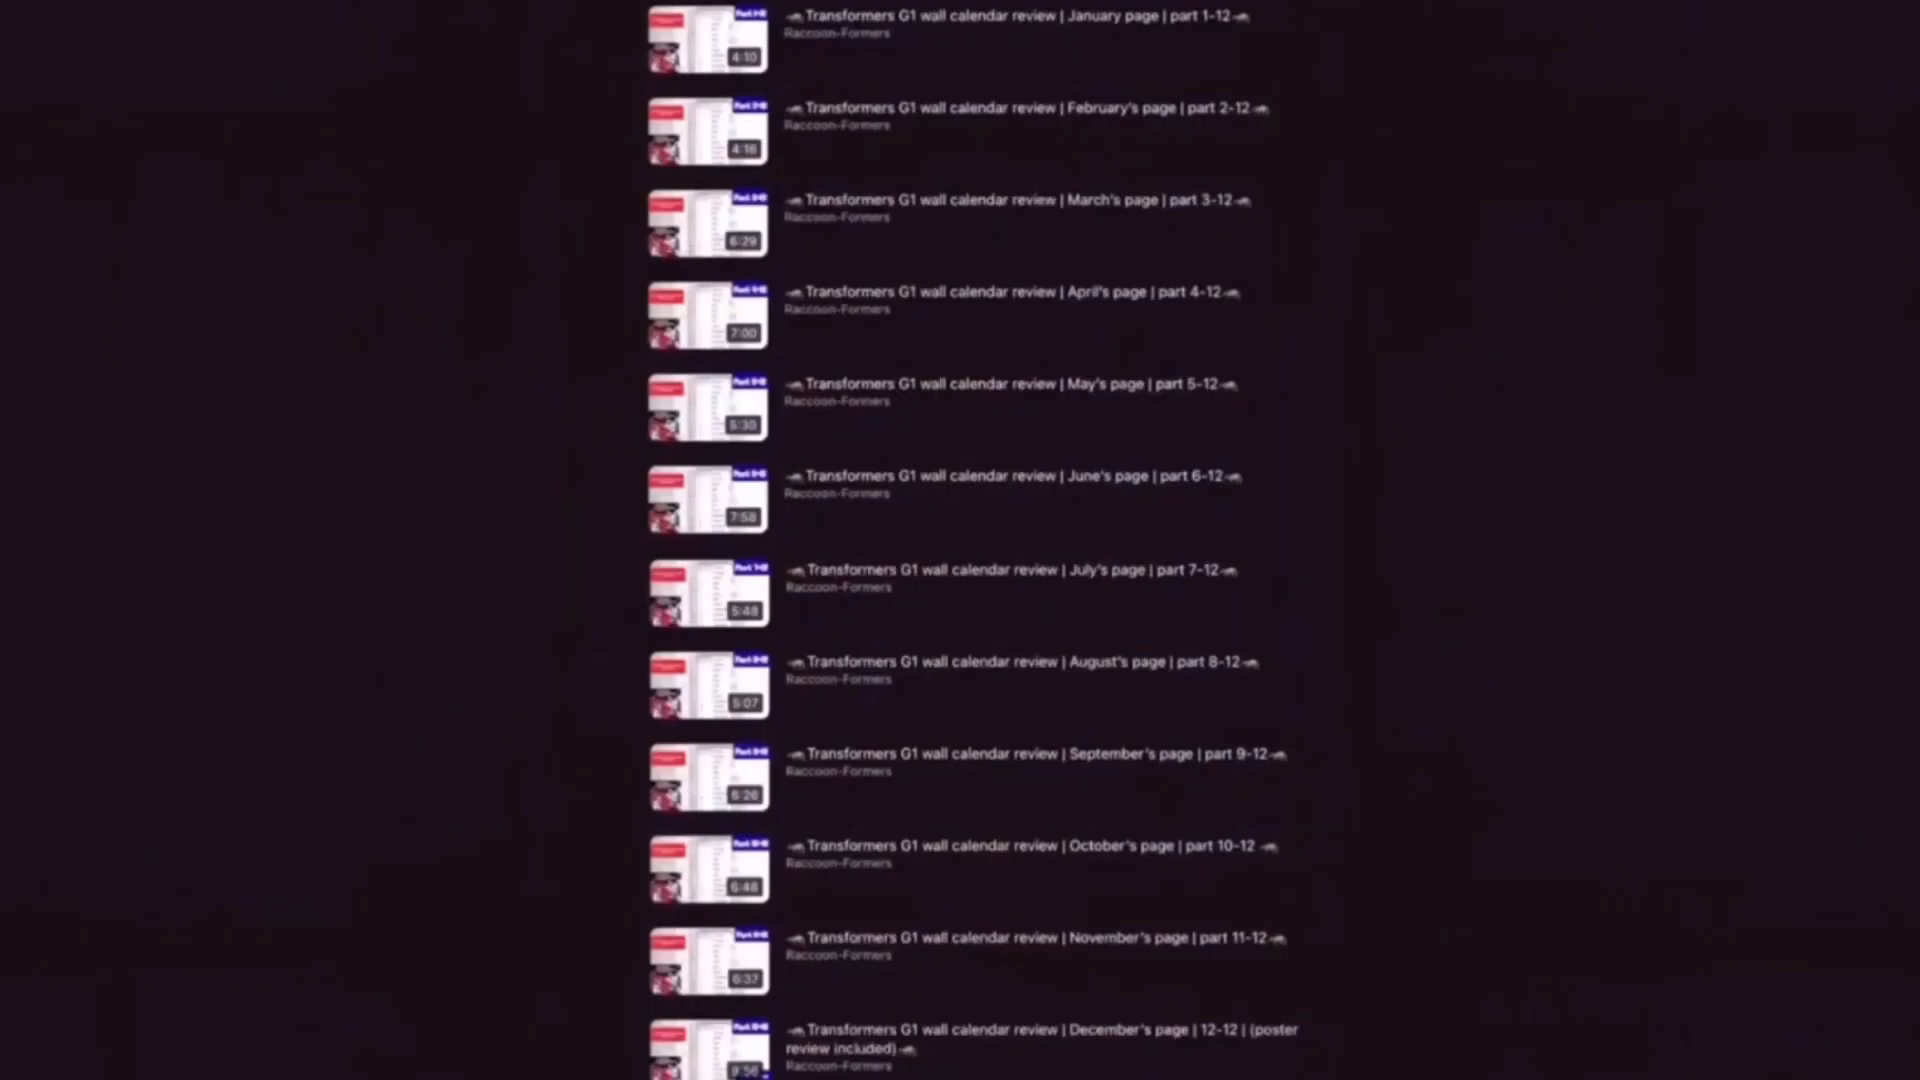 Transformers G1 wall calendar review | January page | part 1-12
Raccoon-Formers
4:10
Transformers G1 wall calendar review | February's page | part 2-12
Raccoon-Formers
4:16
Transformers G1 wall calendar review | March's page | part 3-12
Raccoon-Formers
6:29
Transformers G1 wall calendar review | April's page | part 4-12
Raccoon-Formers
7:00
Transformers G1 wall calendar review | May's page | part 5-12
Raccoon-Formers
Transformers G1 wall calendar review | June's page | part 6-12
Raccoon-Formers
7:58
Transformers G1 wall calendar review | July's page | part 7-12
Raccoon-Formers
5:48
Transformers G1 wall calendar review | August's page | part 8-12
Raccoon-Formers
5:07
Transformers G1 wall calendar review | September's page | part 9-12
Raccoon-Formers
6:26
Transformers G1 wall calendar review | October's page | part 10-12
Raccoon-Formers
6:48
Transformers G1 wall calendar review | November's page | part 11-12
Raccoon-Formers
6:37
Transformers G1 wall calendar review | December's page | 12-12 | (poster
review included)
Raccoon-Formers
9:56